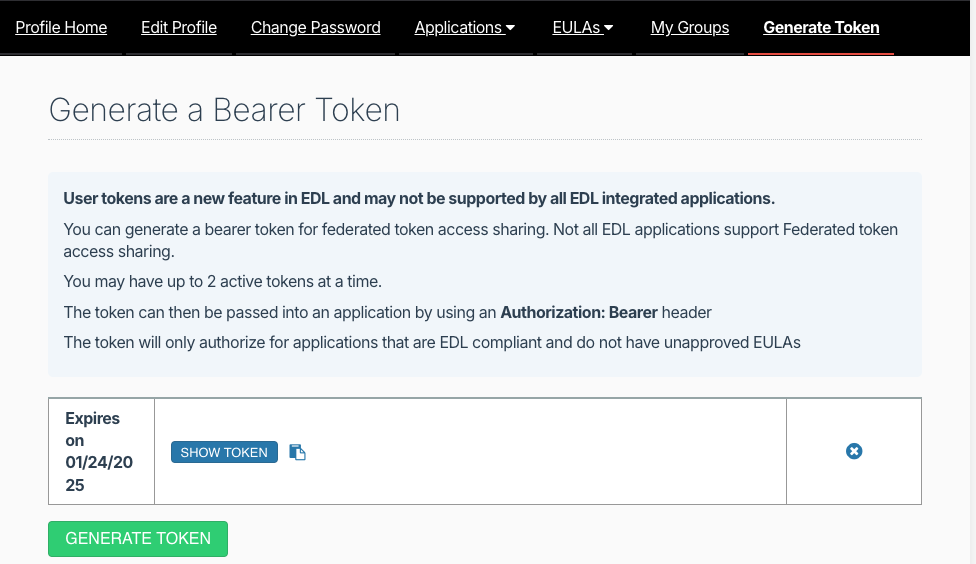 Profile Home Edit Profile Change Password Applications EULAs My Groups Generate Token
Generate a Bearer Token
User tokens are a new feature in EDL and may not be supported by all EDL integrated applications.
You can generate a bearer token for federated token access sharing. Not all EDL applications support Federated token
access sharing.
You may have up to 2 active tokens at a time.
The token can then be passed into an application by using an Authorization: Bearer header
The token will only authorize for applications that are EDL compliant and do not have unapproved EULAs
Expires
on
01/24/20
25
SHOW TOKEN
GENERATE TOKEN